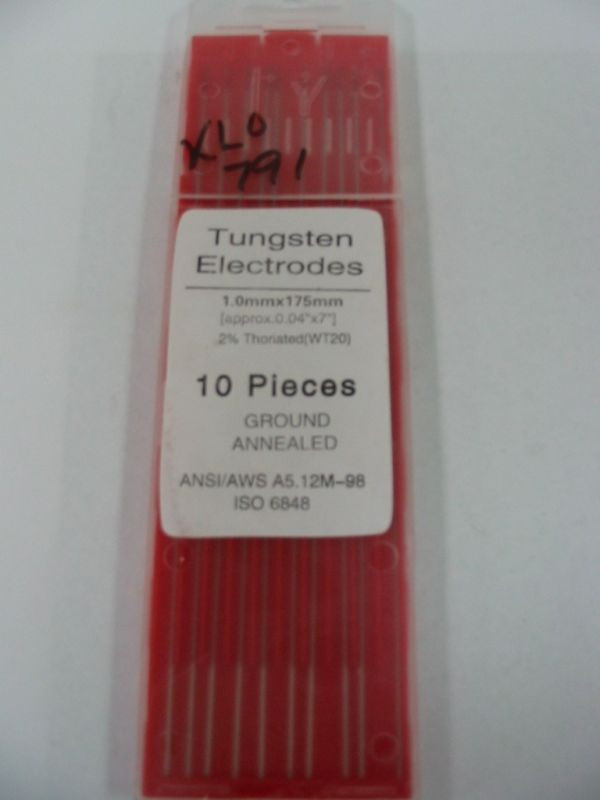 XLO
791
Tungsten
Electrodes
1.0mmx175mm
[approx.0.04"x7"]
2% Thoriated(WT20)
10 Pieces
GROUND
ANNEALED
ANSI/AWS A5.12M-98
ISO 6848